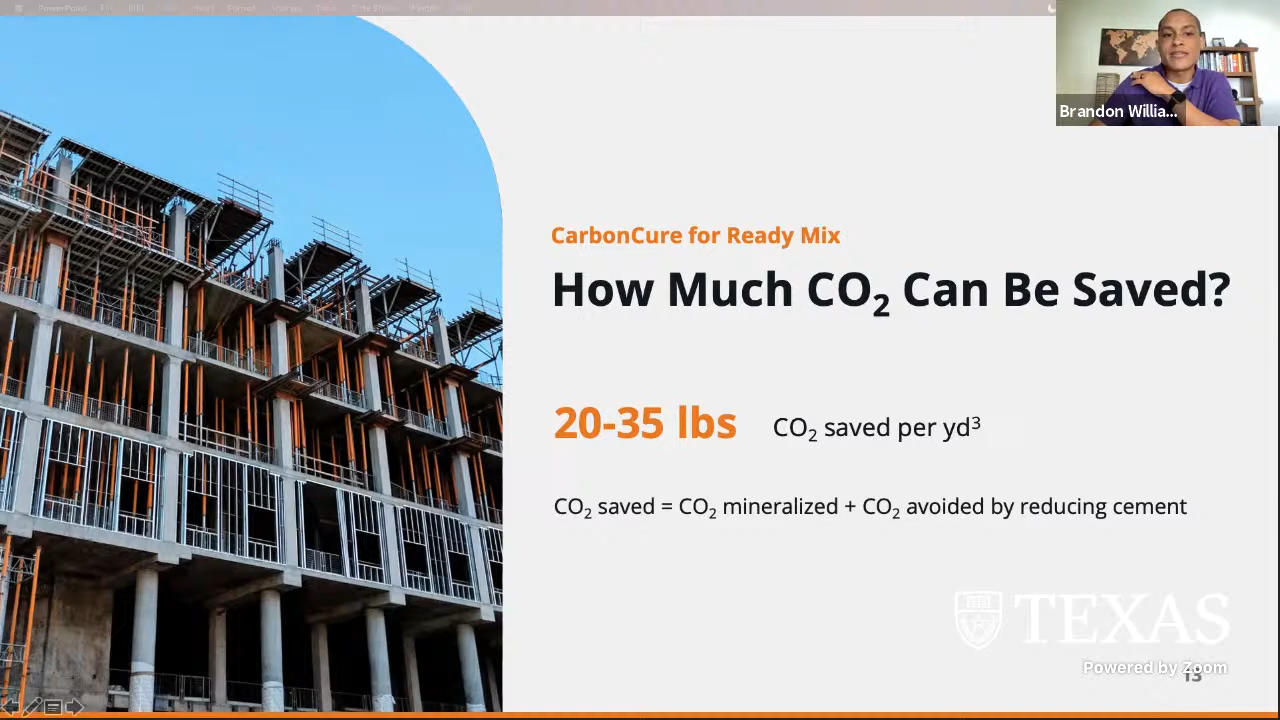 PowerPoint
Brandon Willia...
CarbonCure for Ready Mix
How Much CO₂ Can Be Saved?
20-35 lbs CO₂ saved per yd³
CO₂ saved = CO₂ mineralized + CO₂ avoided by reducing cement
TEXAS
Powered by Zoom
13